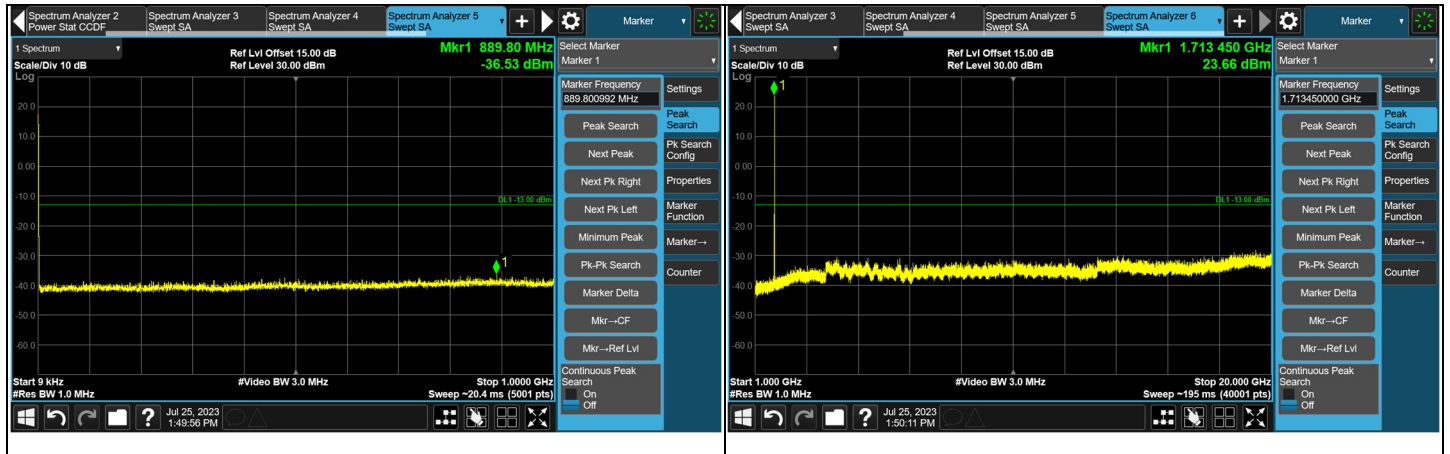 Spectrum Analyzer 2
Power Stat CCDF
Spectrum Analyzer 3
Swept SA
Spectrum Analyzer 4
Swept SA
Spectrum Analyzer 5
Swept SA
+
Marker
1 Spectrum
Scale/Div 10 dB
Log
Ref Lvl Offset 15.00 dB
Ref Level 30.00 dBm
Mkr1 889.80 MHz
-36.53 dBm
20.0
10.0
0.00
-10.0
-20.0
-30.0
-40.0
-50.0
-60.0
DL1 -13.00 dBm
1
Start 9 kHz
#Res BW 1.0 MHz
#Video BW 3.0 MHz
Stop 1.0000 GHz
Sweep ~20.4 ms (5001 pts)
Select Marker
Marker 1
Marker Frequency
889.800992 MHz
Peak Search
Next Peak
Next Pk Right
Next Pk Left
Minimum Peak
Pk-Pk Search
Marker Delta
Mkr→CF
Mkr→Ref Lvl
Continuous Peak
Search
On
Off
Settings
Peak
Search
Pk Search
Config
Properties
Marker
Function
Marker→
Counter
?
Jul 25, 2023
1:49:56 PM
Spectrum Analyzer 3
Swept SA
Spectrum Analyzer 4
Swept SA
Spectrum Analyzer 5
Swept SA
Spectrum Analyzer 6
Swept SA
+
Marker
1 Spectrum
Scale/Div 10 dB
Log
Ref Lvl Offset 15.00 dB
Ref Level 30.00 dBm
Mkr1 1.713 450 GHz
23.66 dBm
1
20.0
10.0
0.00
-10.0
-20.0
-30.0
-40.0
-50.0
-60.0
DL1 -13.00 dBm
Start 1.000 GHz
#Res BW 1.0 MHz
#Video BW 3.0 MHz
Stop 20.000 GHz
Sweep ~195 ms (40001 pts)
Select Marker
Marker 1
Marker Frequency
1.713450000 GHz
Peak Search
Next Peak
Next Pk Right
Next Pk Left
Minimum Peak
Pk-Pk Search
Marker Delta
Mkr→CF
Mkr→Ref Lvl
Continuous Peak
Search
On
Off
Settings
Peak
Search
Pk Search
Config
Properties
Marker
Function
Marker→
Counter
?
Jul 25, 2023
1:50:11 PM